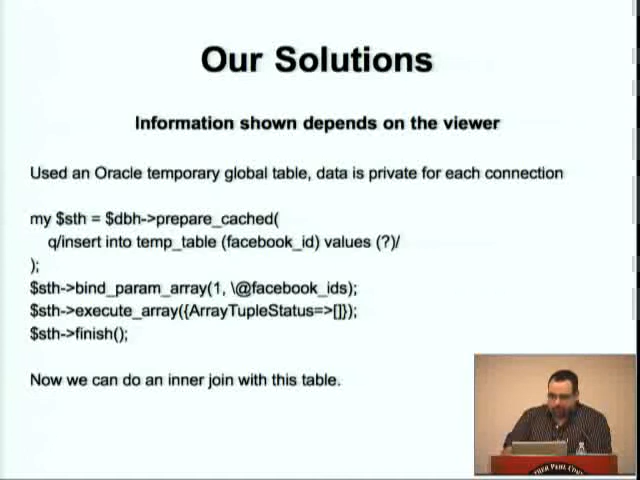 Our Solutions
Information shown depends on the viewer
Used an Oracle temporary global table, data is private for each connection
my $sth = $dbh->prepare_cached(
q/insert into temp_table (facebook_id) values (?)/
);
$sth->bind_param_array(1, \@facebook_ids);
$sth->execute_array({ArrayTupleStatus=>[]});
$sth->finish();
Now we can do an inner join with this table.